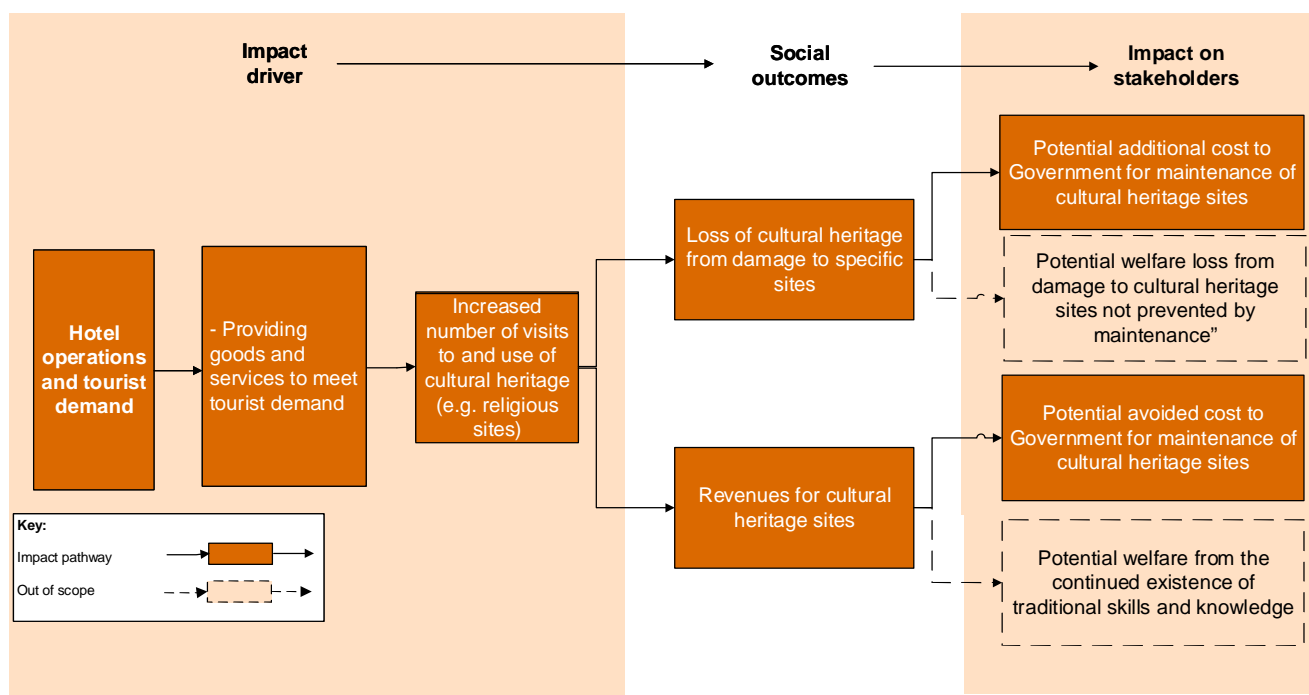 Impact
driver
Social
outcomes
Impact on
stakeholders
Hotel
operations
and tourist
demand
- Providing
goods and
services to meet
tourist demand
Increased
number of visits
to and use of
cultural heritage
(e.g. religious
sites)
Loss of cultural heritage
from damage to specific
sites
Revenues for cultural
heritage sites
Potential additional cost to
Government for maintenance of
cultural heritage sites
Potential welfare loss from
damage to cultural heritage
sites not prevented by
maintenance”
Potential avoided cost to
Government for maintenance of
cultural heritage sites
Potential welfare from the
continued existence of
traditional skills and knowledge
Key:
Impact pathway
Out of scope